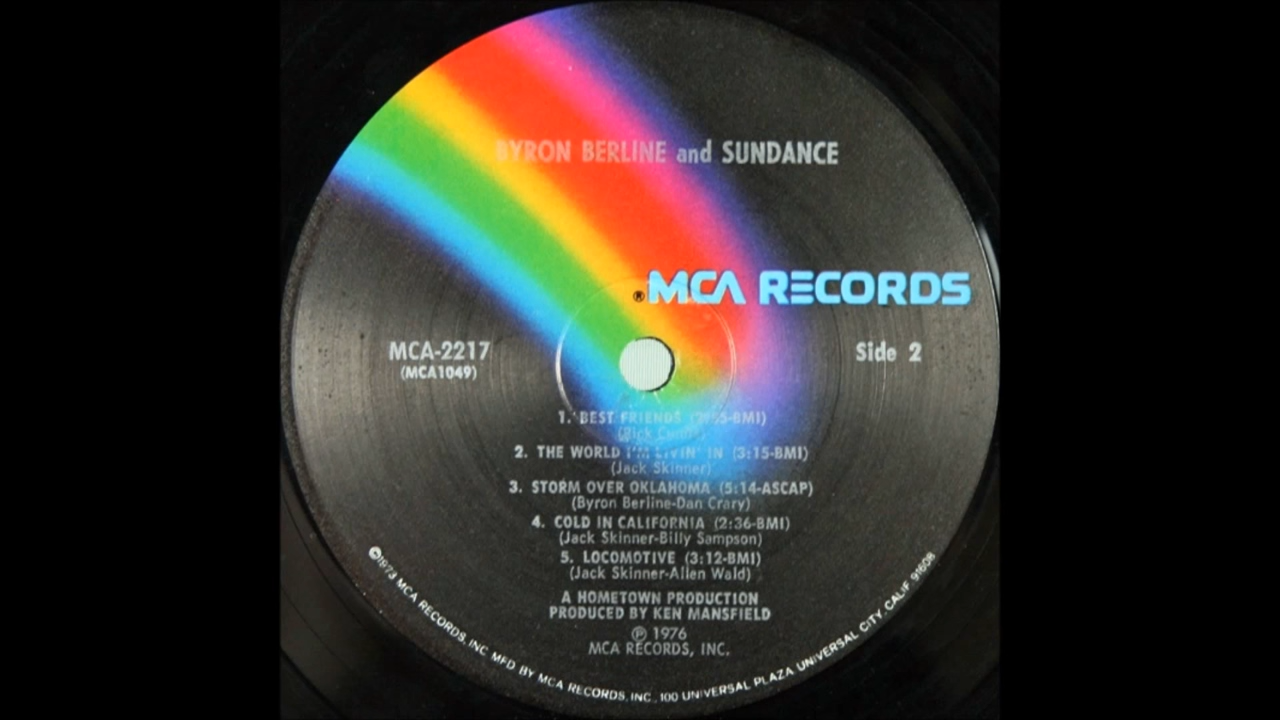 BYRON BERLINE and SUNDANCE
® MCA RECORDS
MCA-2217
(MCA1049)
Side 2
1. BEST FRIENDS (2:55-BMI)
2. THE WORLD I'M LIVIN' IN (3:15-BMI)
(Jack Skinner)
3. STORM OVER OKLAHOMA (5:14-ASCAP)
(Byron Berline-Dan Crary)
4. COLD IN CALIFORNIA (2:36-BMI)
(Jack Skinner-Billy Sampson)
5. LOCOMOTIVE (3:12-BMI)
(Jack Skinner-Allen Wald)
A HOMETOWN PRODUCTION
PRODUCED BY KEN MANSFIELD
℗ 1976
MCA RECORDS, INC.
©1973 MCA RECORDS, INC MFD BY MCA RECORDS, INC., 100 UNIVERSAL PLAZA, UNIVERSAL CITY, CALIF. 91608